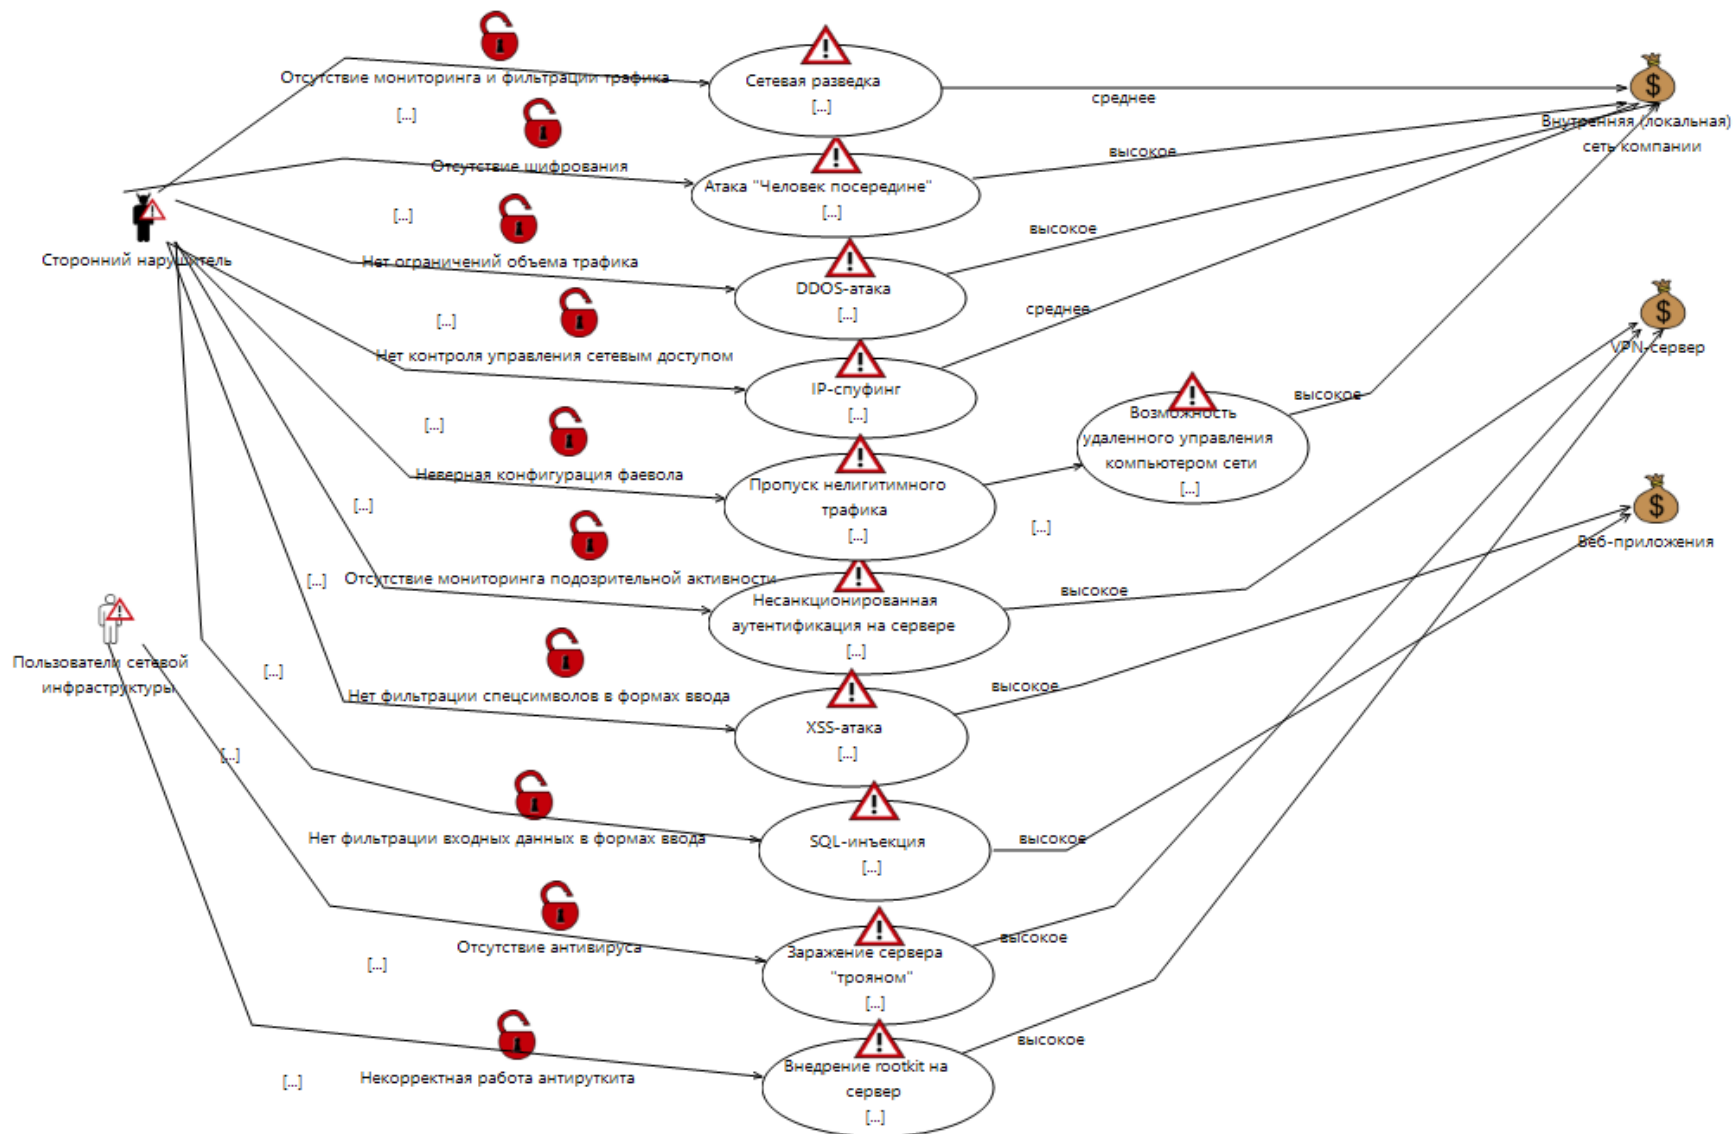 Отсутствие мониторинга и фильтрации трафика
[...]
Сетевая разведка
[...]
среднее
$
Внутренняя (локальная)
сеть компании
Отсутствие шифрования
[...]
Атака "Человек посередине"
[...]
высокое
Сторонний нарушитель
Нет ограничений объема трафика
[...]
DDOS-атака
[...]
высокое
Нет контроля управления сетевым доступом
[...]
IP-спуфинг
[...]
среднее
$
VPN-сервер
Неверная конфигурация фаевола
[...]
Пропуск нелигитимного
трафика
[...]
[...]
Возможность
удаленного управления
компьютером сети
[...]
высокое
$
Веб-приложения
Отсутствие мониторинга подозрительной активности
[...]
Несанкционированная
аутентификация на сервере
[...]
высокое
Пользователи сетевой
инфраструктуры
Нет фильтрации спецсимволов в формах ввода
[...]
XSS-атака
[...]
высокое
Нет фильтрации входных данных в формах ввода
[...]
SQL-инъекция
[...]
высокое
Отсутствие антивируса
[...]
Заражение сервера
"трояном"
[...]
высокое
Некорректная работа антируткита
[...]
Внедрение rootkit на
сервер
[...]
высокое